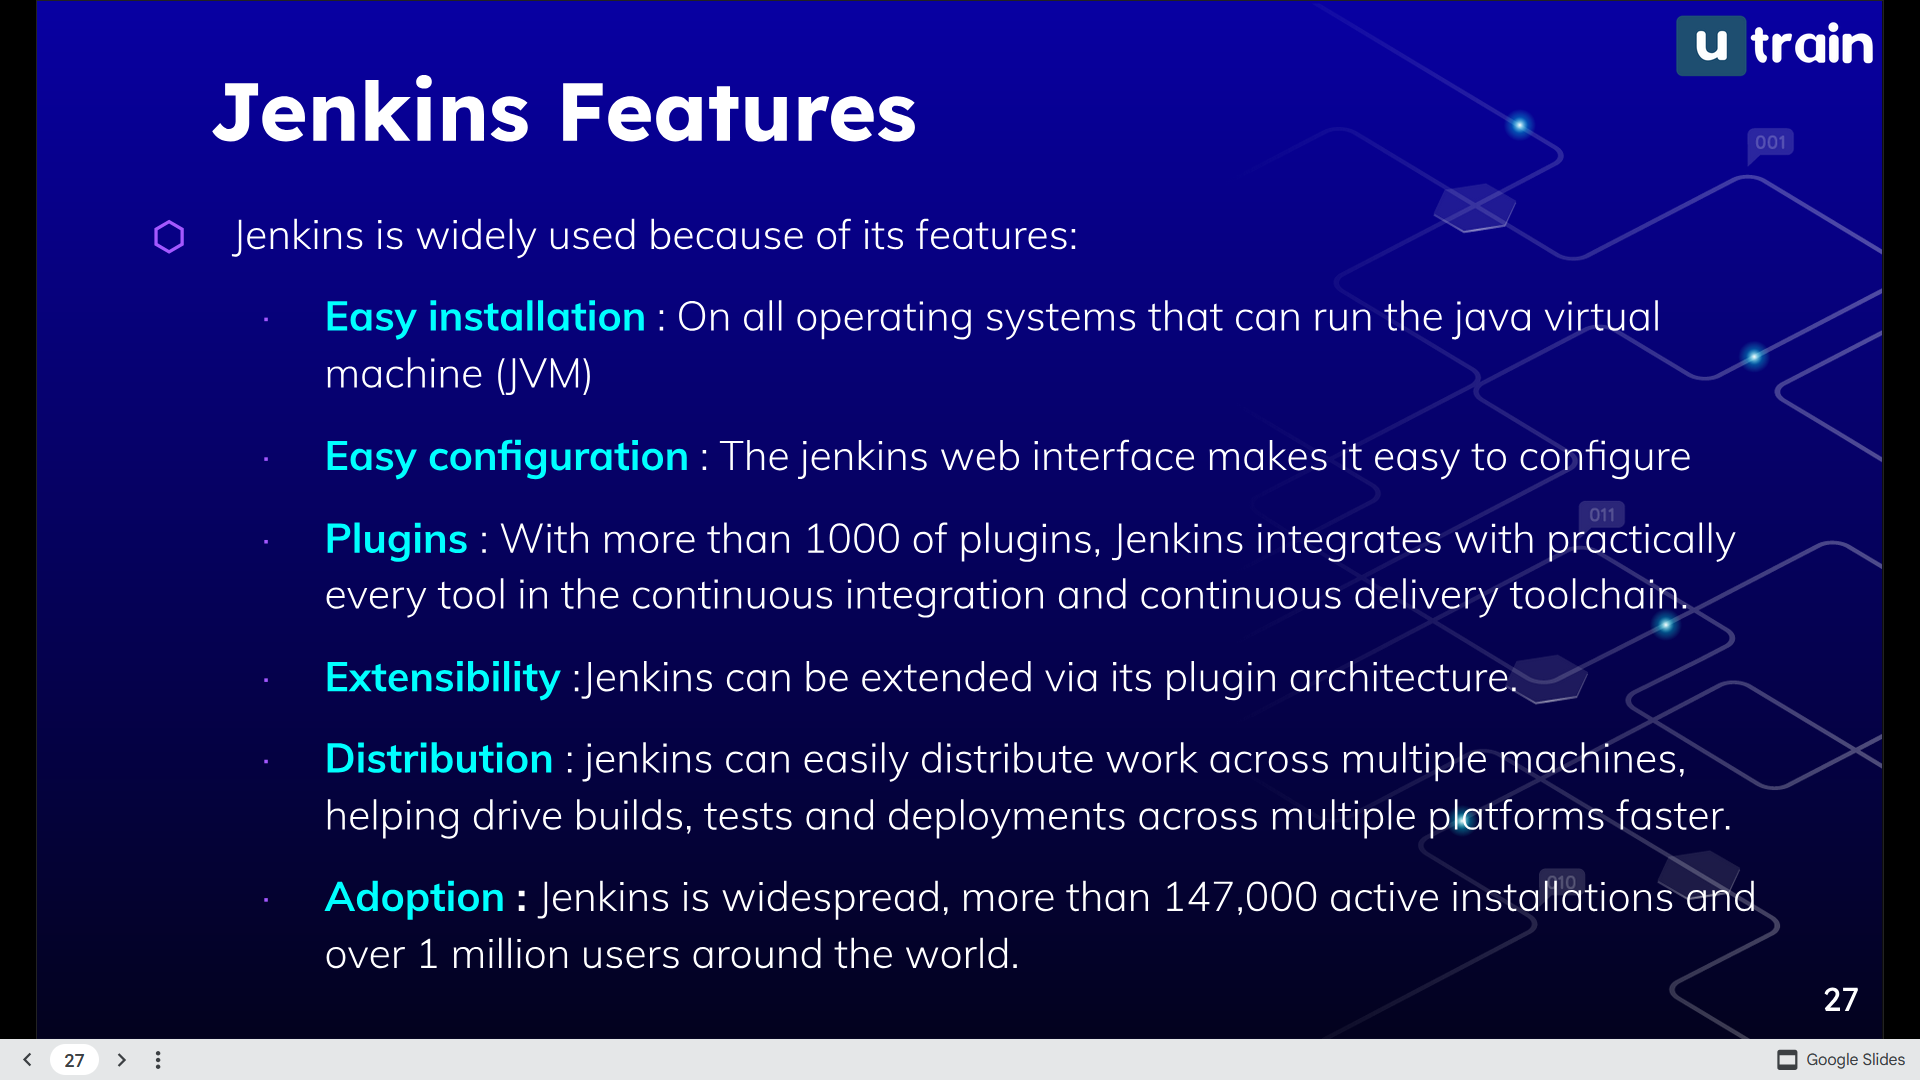 u train
Jenkins Features
001
Jenkins is widely used because of its features:
· Easy installation : On all operating systems that can run the java virtual
machine (JVM)
· Easy configuration : The jenkins web interface makes it easy to configure
011
· Plugins : With more than 1000 of plugins, Jenkins integrates with practically
every tool in the continuous integration and continuous delivery toolchain.
· Extensibility :Jenkins can be extended via its plugin architecture.
· Distribution : jenkins can easily distribute work across multiple machines,
helping drive builds, tests and deployments across multiple platforms faster.
010
· Adoption : Jenkins is widespread, more than 147,000 active installations and
over 1 million users around the world.
27
27
Google Slides